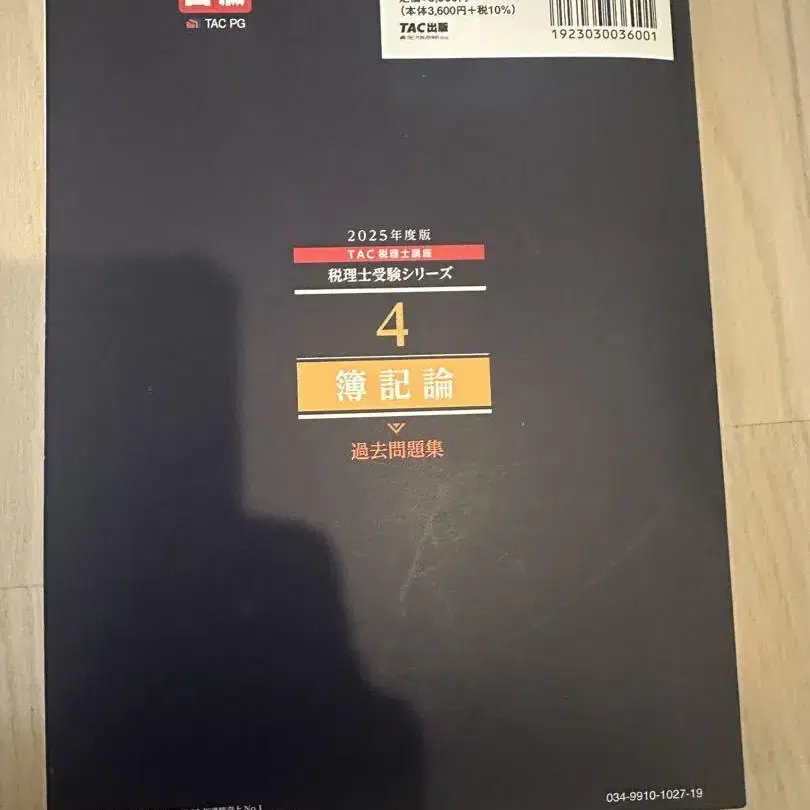 TAC PG
(本体3,600円+税10%)
TAC出版
1923030036001
2025年度版
TAC 税理士講座
税理士受験シリーズ
4
簿記論
過去問題集
034-9910-1027-19